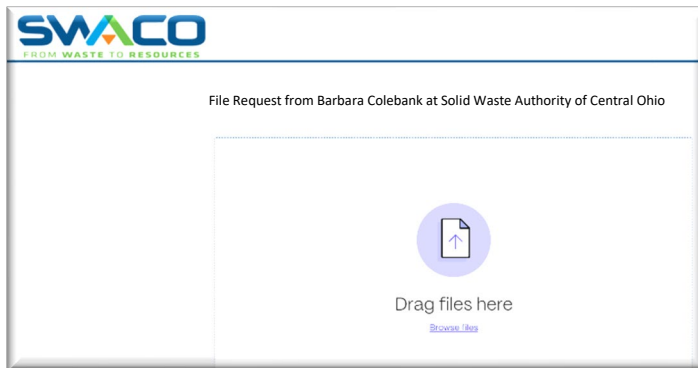 SWACO
FROM WASTE TO RESOURCES
File Request from Barbara Colebank at Solid Waste Authority of Central Ohio
Drag files here
Browse files